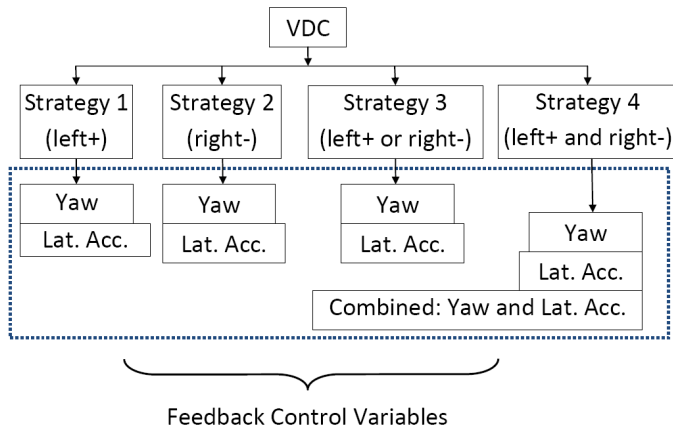 VDC
Strategy 1
(left+)
Strategy 2
(right-)
Strategy 3
(left+ or right-)
Strategy 4
(left+ and right-)
Yaw
Lat. Acc.
Yaw
Lat. Acc.
Yaw
Lat. Acc.
Yaw
Lat. Acc.
Combined: Yaw and Lat. Acc.
Feedback Control Variables